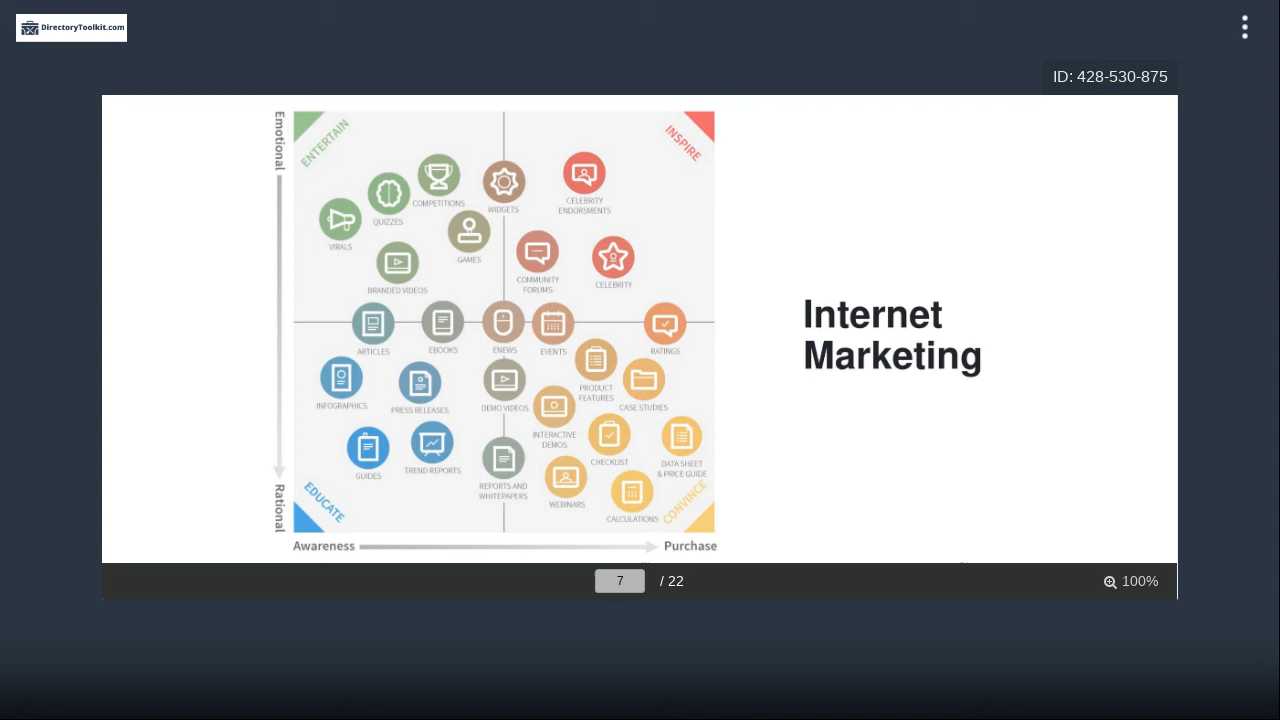 DirectoryToolkit.com
ID: 428-530-875
Emotional
ENTERTAIN
INSPIRE
COMPETITIONS
WIDGETS
CELEBRITY
ENDORSMENTS
QUIZZES
VIRALS
GAMES
BRANDED VIDEOS
COMMUNITY
FORUMS
CELEBRITY
Internet
Marketing
ARTICLES
EBOOKS
ENEWS
EVENTS
RATINGS
INFOGRAPHICS
PRESS RELEASES
DEMO VIDEOS
PRODUCT
FEATURES
CASE STUDIES
INTERACTIVE
DEMOS
GUIDES
TREND REPORTS
REPORTS AND
WHITEPAPERS
CHECKLIST
DATA SHEET
& PRICE GUIDE
WEBINARS
CALCULATIONS
Rational
EDUCATE
CONVINCE
Awareness
Purchase
7 / 22
100%